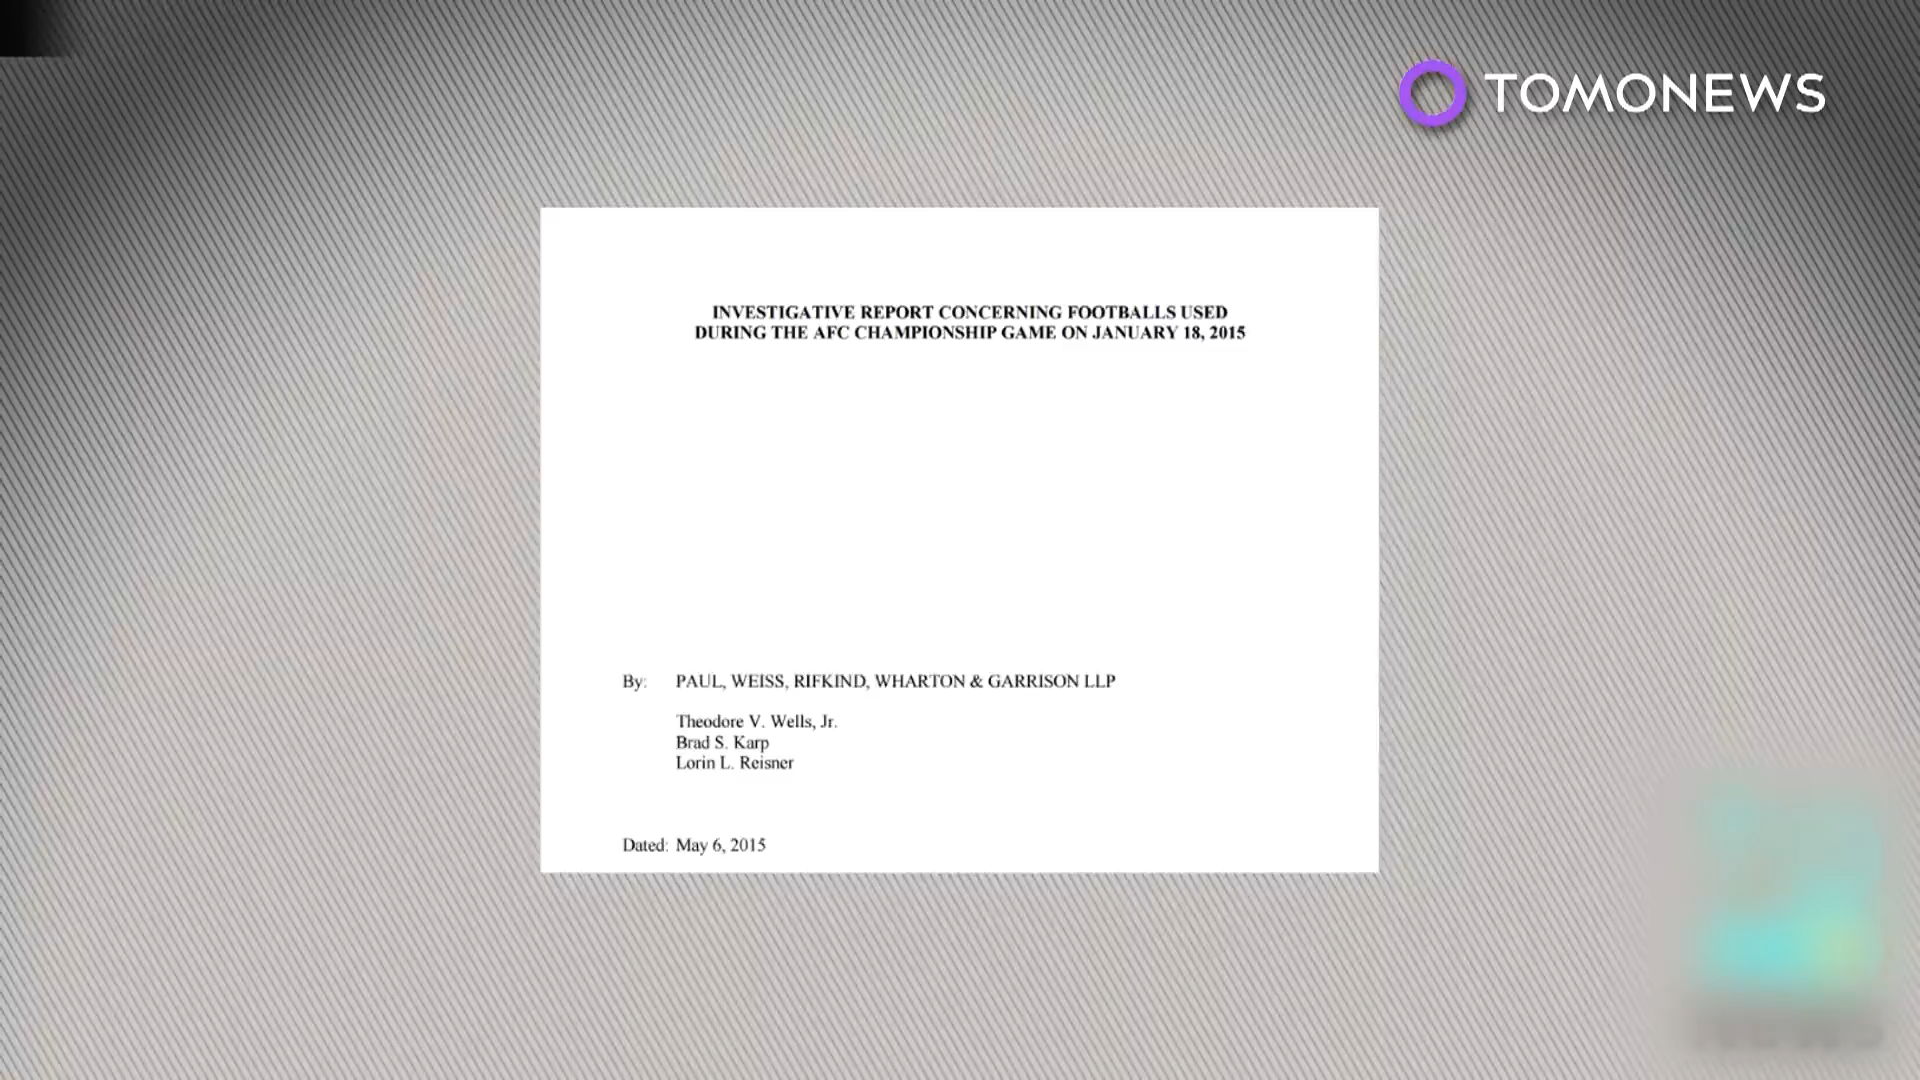 TOMONEWS
INVESTIGATIVE REPORT CONCERNING FOOTBALLS USED
DURING THE AFC CHAMPIONSHIP GAME ON JANUARY 18, 2015
By: PAUL, WEISS, RIFKIND, WHARTON & GARRISON LLP
Theodore V. Wells, Jr.
Brad S. Karp
Lorin L. Reisner
Dated: May 6, 2015